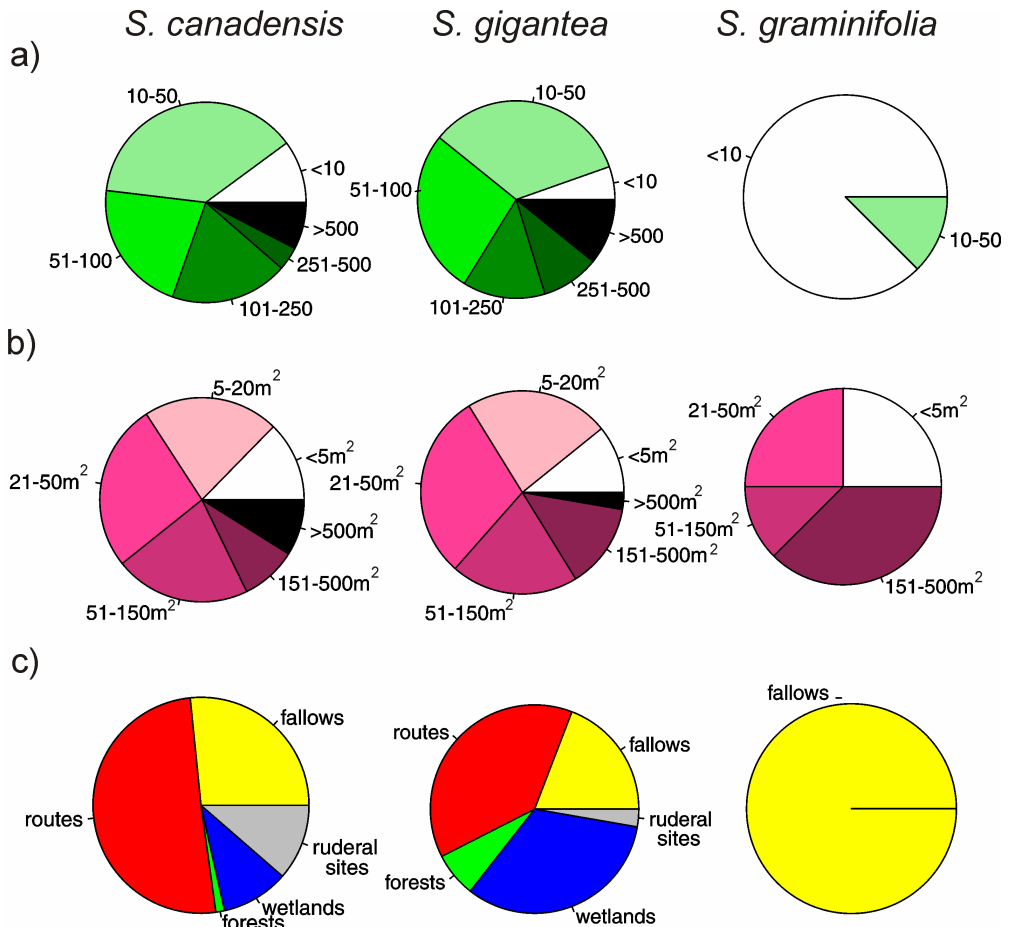 S. canadensis
S. gigantea
S. graminifolia
a)
10-50
<10
51-100
>500
251-500
101-250
10-50
<10
51-100
>500
251-500
101-250
<10
10-50
b)
5-20m²
<5m²
21-50m²
>500m²
151-500m²
51-150m²
5-20m²
<5m²
21-50m²
>500m²
151-500m²
51-150m²
21-50m²
<5m²
51-150m²
151-500m²
c)
fallows
routes
ruderal
sites
wetlands
forests
routes
fallows
ruderal
sites
forests
wetlands
fallows